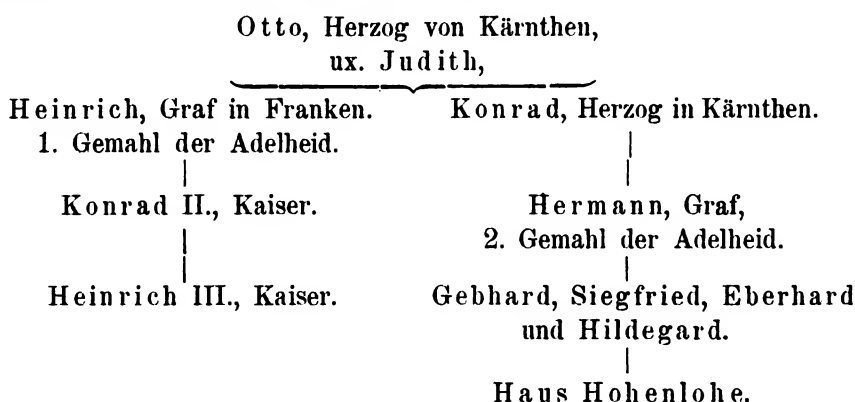 Otto, Herzog von Kärnthen,
ux. Judith,
Heinrich, Graf in Franken.
1. Gemahl der Adelheid.
Konrad II., Kaiser.
Heinrich III., Kaiser.
Konrad, Herzog in Kärnthen.
Hermann, Graf,
2. Gemahl der Adelheid.
Gebhard, Siegfried, Eberhard
und Hildegard.
Haus Hohenlohe.